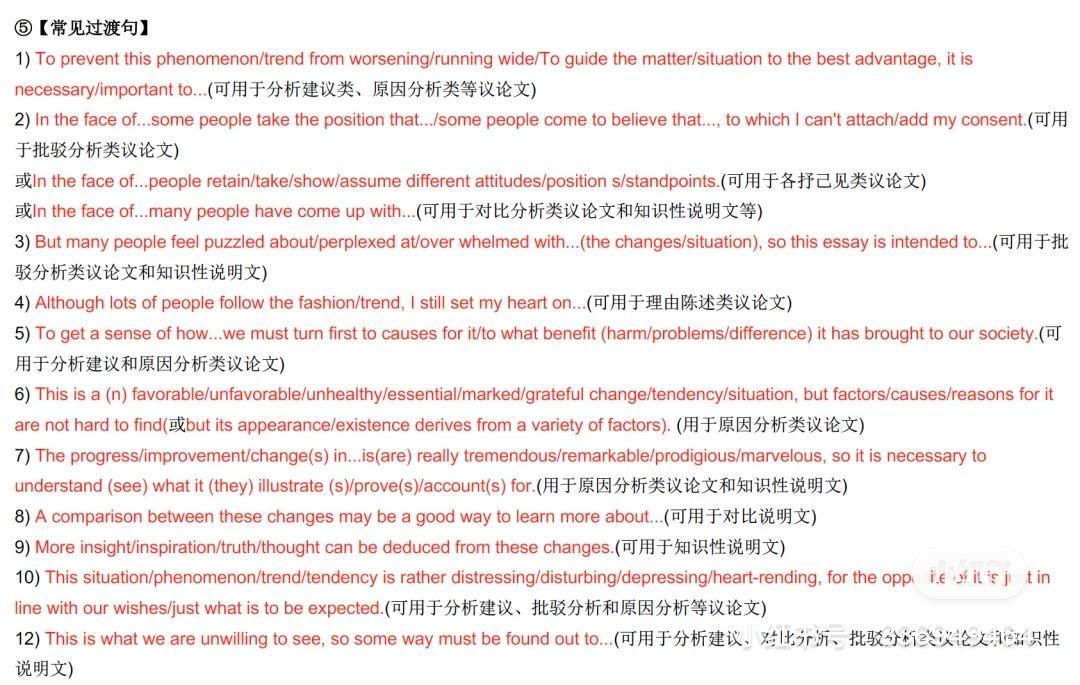 ⑤【常见过渡句】
1) To prevent this phenomenon/trend from worsening/running wide/To guide the matter/situation to the best advantage, it is
necessary/important to...(可用于分析建议类、原因分析类等议论文)
2) In the face of...some people take the position that.../some people come to believe that..., to which I can't attach/add my consent.(可用
于批驳分析类议论文)
或In the face of...people retain/take/show/assume different attitudes/position s/standpoints.(可用于各抒己见类议论文)
或In the face of...many people have come up with...(可用于对比分析类议论文和知识性说明文等)
3) But many people feel puzzled about/perplexed at/over whelmed with...(the changes/situation), so this essay is intended to...(可用于批
驳分析类议论文和知识性说明文)
4) Although lots of people follow the fashion/trend, I still set my heart on...(可用于理由陈述类议论文)
5) To get a sense of how...we must turn first to causes for it/to what benefit (harm/problems/difference) it has brought to our society.(可
用于分析建议和原因分析类议论文)
6) This is a (n) favorable/unfavorable/unhealthy/essential/marked/grateful change/tendency/situation, but factors/causes/reasons for it
are not hard to find(或but its appearance/existence derives from a variety of factors). (用于原因分析类议论文)
7) The progress/improvement/change(s) in...is(are) really tremendous/remarkable/prodigious/marvelous, so it is necessary to
understand (see) what it (they) illustrate (s)/prove(s)/account(s) for.(用于原因分析类议论文和知识性说明文)
8) A comparison between these changes may be a good way to learn more about...(可用于对比说明文)
9) More insight/inspiration/truth/thought can be deduced from these changes.(可用于知识性说明文)
10) This situation/phenomenon/trend/tendency is rather distressing/disturbing/depressing/heart-rending, for the opposite of it is just in
line with our wishes/just what is to be expected.(可用于分析建议、批驳分析和原因分析等议论文)
12) This is what we are unwilling to see, so some way must be found out to...(可用于分析建议、对比分析、批驳分析类议论文和知识性
说明文)
小红书
小红书号